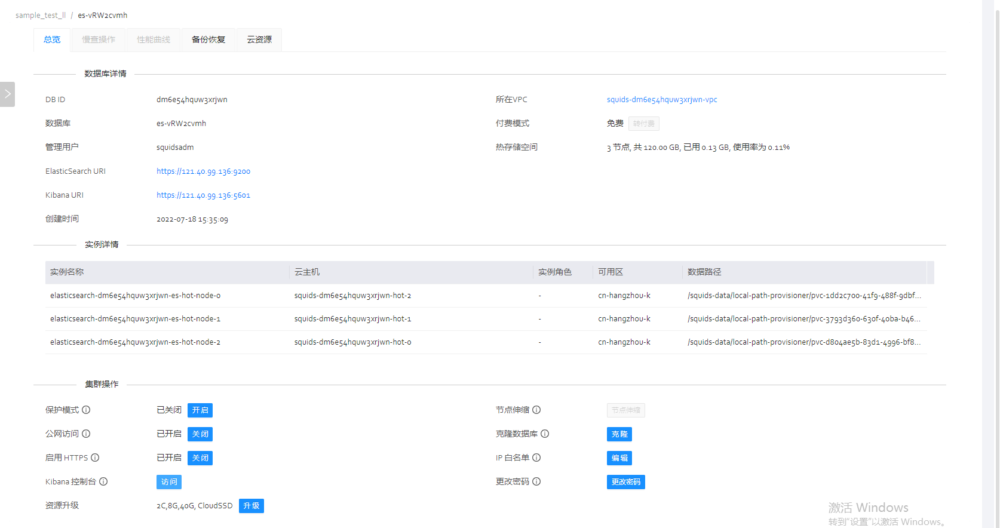 sample_test_ll / es-vRW2cvmh
总览 慢查操作 性能曲线 备份恢复 云资源
数据库详情
DB ID dm6e54hquw3xrjwn 所在VPC squids-dm6e54hquw3xrjwn-vpc
数据库 es-vRW2cvmh 付费模式 免费 转付费
管理用户 squidsadm 热存储空间 3 节点, 共 120.00 GB, 已用 0.13 GB, 使用率为 0.11%
ElasticSearch URI https://121.40.99.136:9200
Kibana URI https://121.40.99.136:5601
创建时间 2022-07-18 15:35:09
实例详情
实例名称 云主机 实例角色 可用区 数据路径
elasticsearch-dm6e54hquw3xrjwn-es-hot-node-0 squids-dm6e54hquw3xrjwn-hot-2 - cn-hangzhou-k /squids-data/local-path-provisioner/pvc-1dd2c700-41f9-488f-9dbf...
elasticsearch-dm6e54hquw3xrjwn-es-hot-node-1 squids-dm6e54hquw3xrjwn-hot-1 - cn-hangzhou-k /squids-data/local-path-provisioner/pvc-3793d360-630f-40ba-b46...
elasticsearch-dm6e54hquw3xrjwn-es-hot-node-2 squids-dm6e54hquw3xrjwn-hot-0 - cn-hangzhou-k /squids-data/local-path-provisioner/pvc-d804ae5b-83d1-4996-bf8...
集群操作
保护模式 已关闭 开启 节点伸缩 节点伸缩
公网访问 已开启 关闭 克隆数据库 克隆
启用 HTTPS 已开启 关闭 IP 白名单 编辑
Kibana 控制台 访问 更改密码 更改密码
资源升级 2C,8G,40G, CloudSSD 升级
激活 Windows
转到"设置"以激活 Windows。